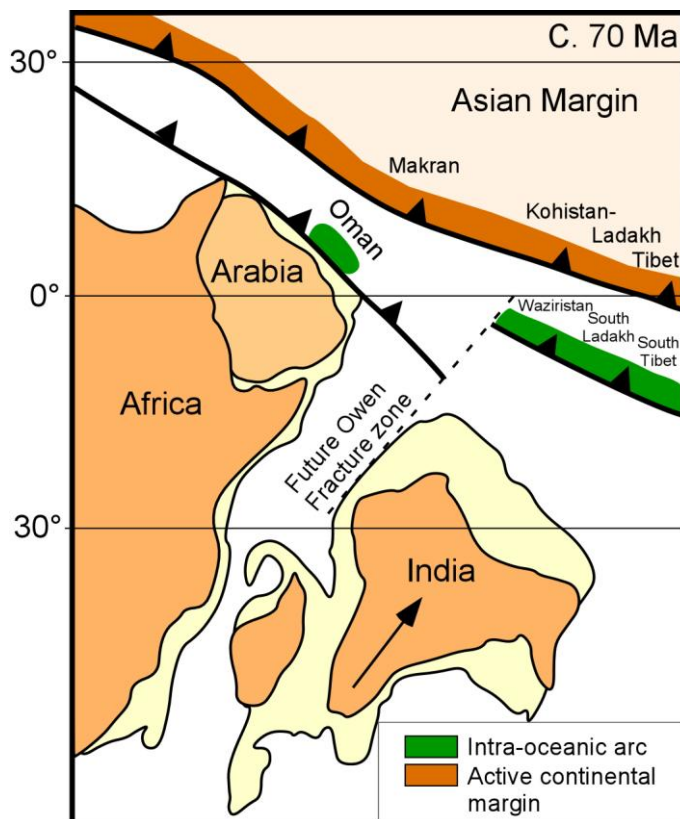 C. 70 Ma
30°
Asian Margin
Makran
Kohistan-
Ladakh
Tibet
Oman
Arabia
0°
Waziristan
South
Ladakh
South
Tibet
Africa
Future Owen
Fracture zone
30°
India
Intra-oceanic arc
Active continental
margin